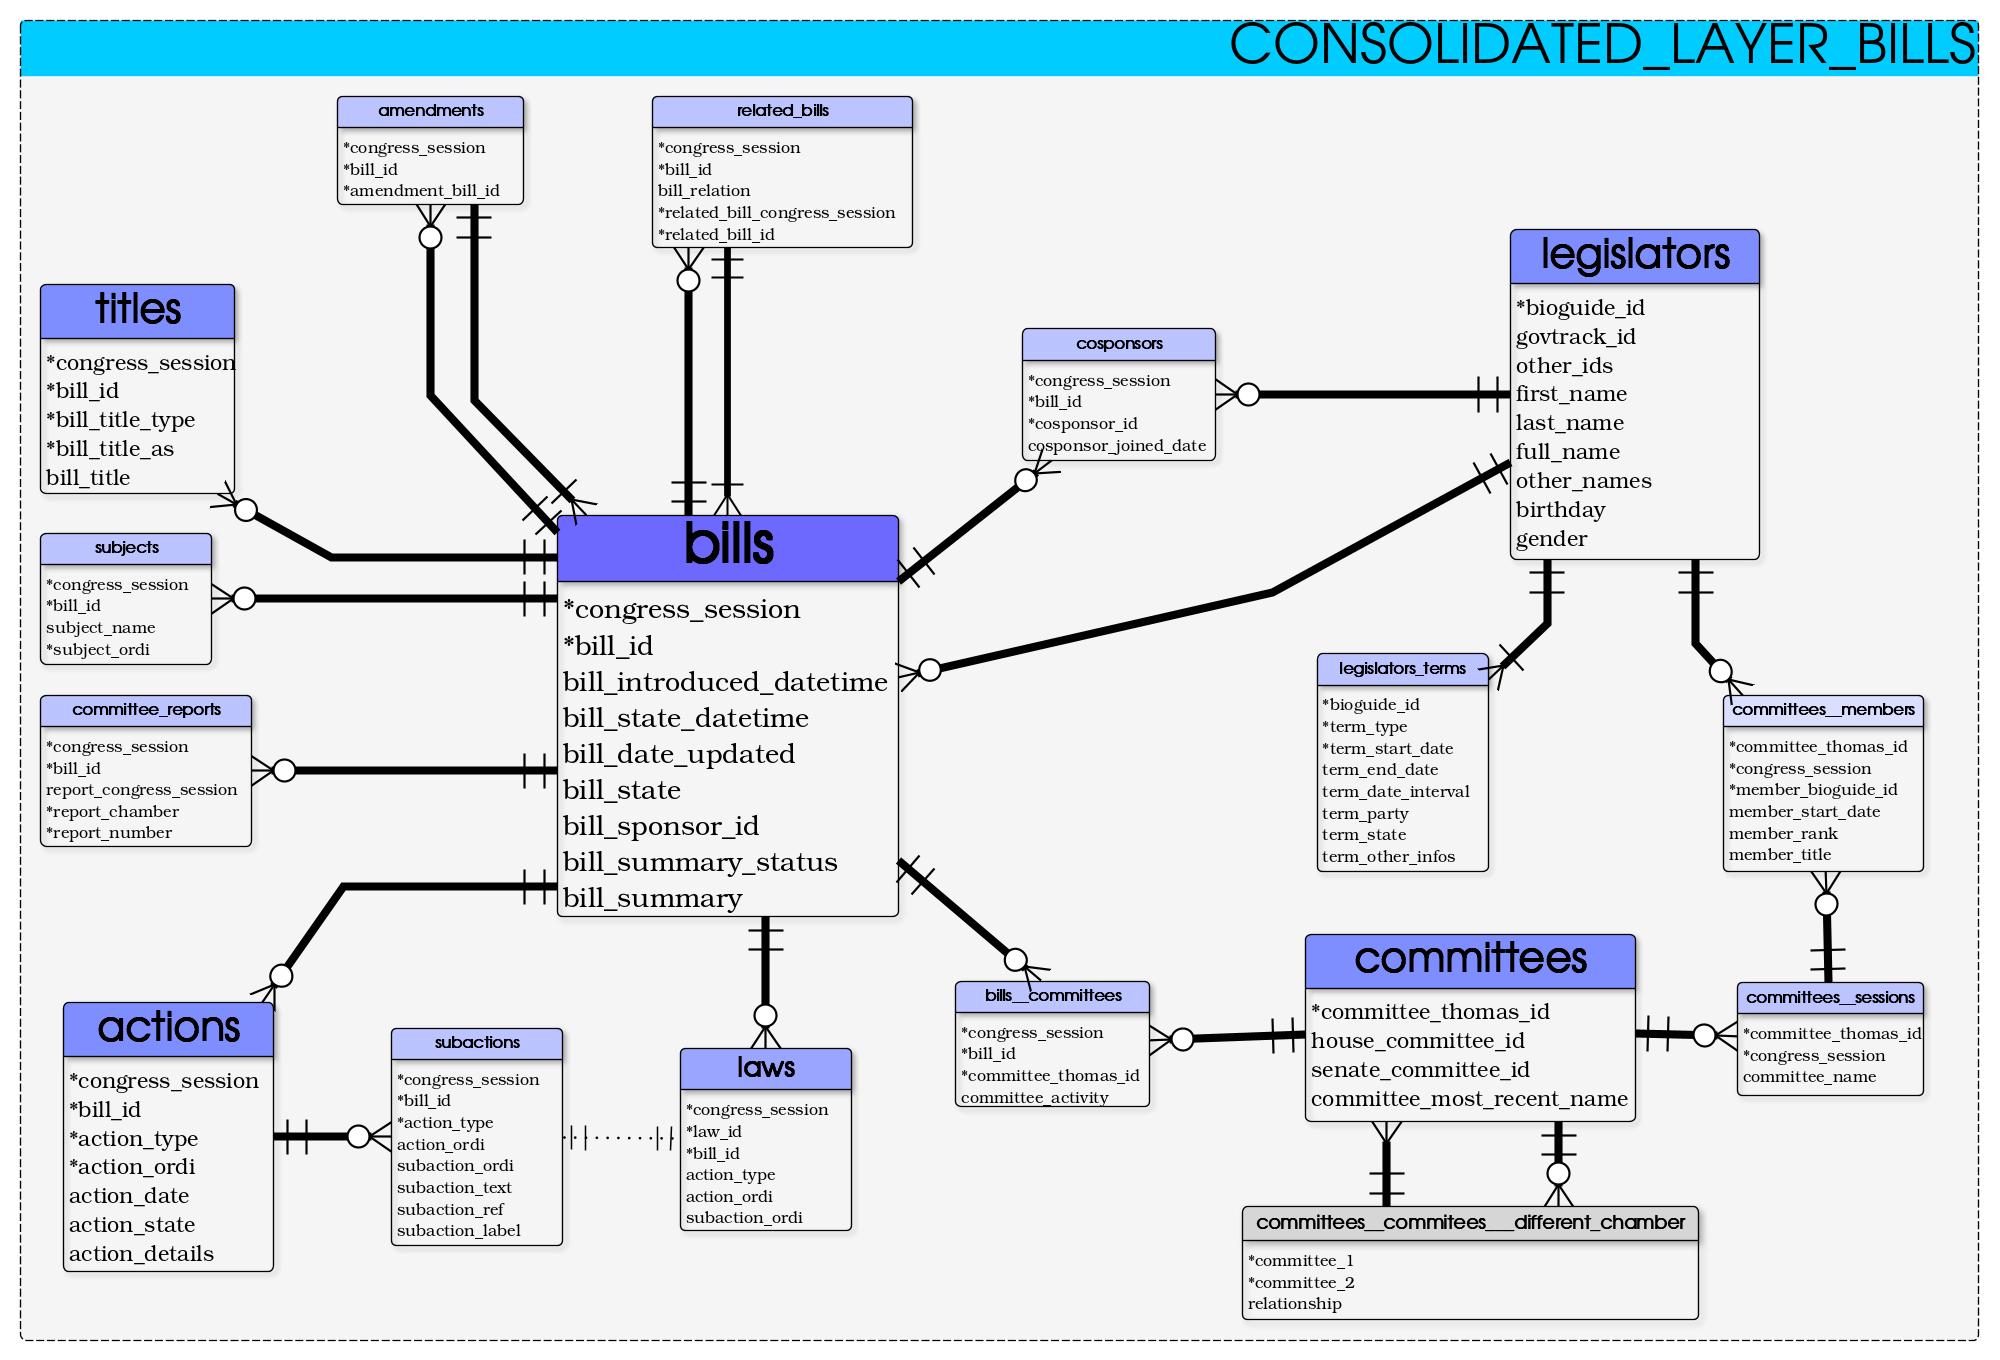 CONSOLIDATED_LAYER_BILLS
amendments
*congress_session
*bill_id
*amendment_bill_id
related_bills
*congress_session
*bill_id
bill_relation
*related_bill_congress_session
*related_bill_id
legislators
*bioguide_id
govtrack_id
other_ids
first_name
last_name
full_name
other_names
birthday
gender
titles
*congress_session
*bill_id
*bill_title_type
*bill_title_as
bill_title
cosponsors
*congress_session
*bill_id
*cosponsor_id
cosponsor_joined_date
subjects
*congress_session
*bill_id
subject_name
*subject_ordi
bills
*congress_session
*bill_id
bill_introduced_datetime
bill_state_datetime
bill_date_updated
bill_state
bill_sponsor_id
bill_summary_status
bill_summary
legislators_terms
*bioguide_id
*term_type
*term_start_date
term_end_date
term_date_interval
term_party
term_state
term_other_infos
committees__members
*committee_thomas_id
*congress_session
*member_bioguide_id
member_start_date
member_rank
member_title
committee_reports
*congress_session
*bill_id
report_congress_session
*report_chamber
*report_number
actions
*congress_session
*bill_id
*action_type
*action_ordi
action_date
action_state
action_details
subactions
*congress_session
*bill_id
*action_type
action_ordi
subaction_ordi
subaction_text
subaction_ref
subaction_label
laws
*congress_session
*law_id
*bill_id
action_type
action_ordi
subaction_ordi
bills__committees
*congress_session
*bill_id
*committee_thomas_id
committee_activity
committees
*committee_thomas_id
house_committee_id
senate_committee_id
committee_most_recent_name
committees__sessions
*committee_thomas_id
*congress_session
committee_name
committees__commitees___different_chamber
*committee_1
*committee_2
relationship